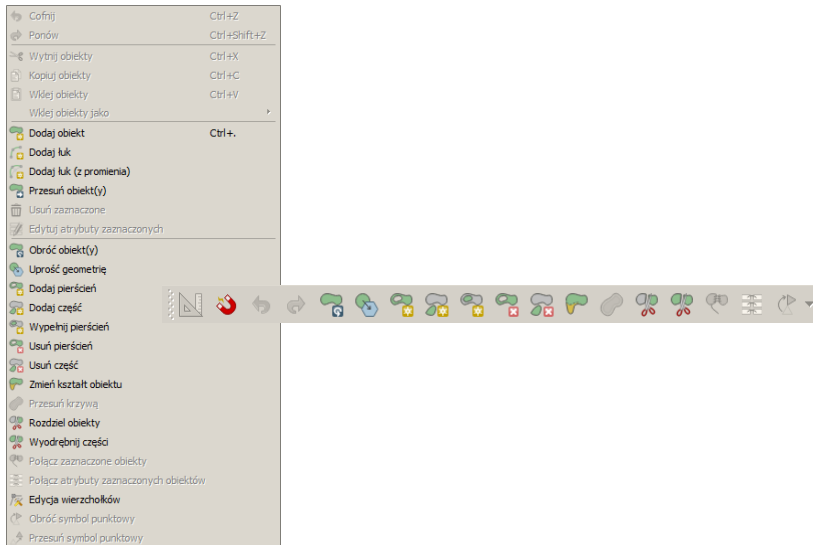 Cofnij Ctrl+Z
Ponów Ctrl+Shift+Z
Wytnij obiekty Ctrl+X
Kopiuj obiekty Ctrl+C
Wklej obiekty Ctrl+V
Wklej obiekty jako
Dodaj obiekt Ctrl+.
Dodaj łuk
Dodaj łuk (z promienia)
Przesuń obiekt(y)
Usuń zaznaczone
Edytuj atrybuty zaznaczonych
Obróć obiekt(y)
Uprość geometrię
Dodaj pierścień
Dodaj część
Wypełnij pierścień
Usuń pierścień
Usuń część
Zmień kształt obiektu
Przesuń krzywą
Rozdziel obiekty
Wyodrębnij części
Połącz zaznaczone obiekty
Połącz atrybuty zaznaczonych obiektów
Edycja wierzchołków
Obróć symbol punktowy
Przesuń symbol punktowy